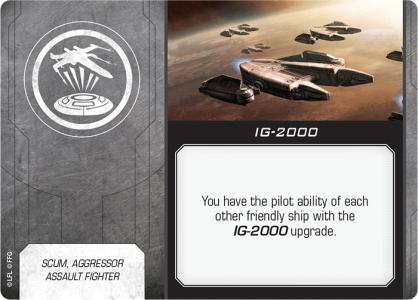 IG-2000
You have the pilot ability of each
other friendly ship with the
IG-2000 upgrade.
SCUM, AGGRESSOR
ASSAULT FIGHTER
© LFL © FFG